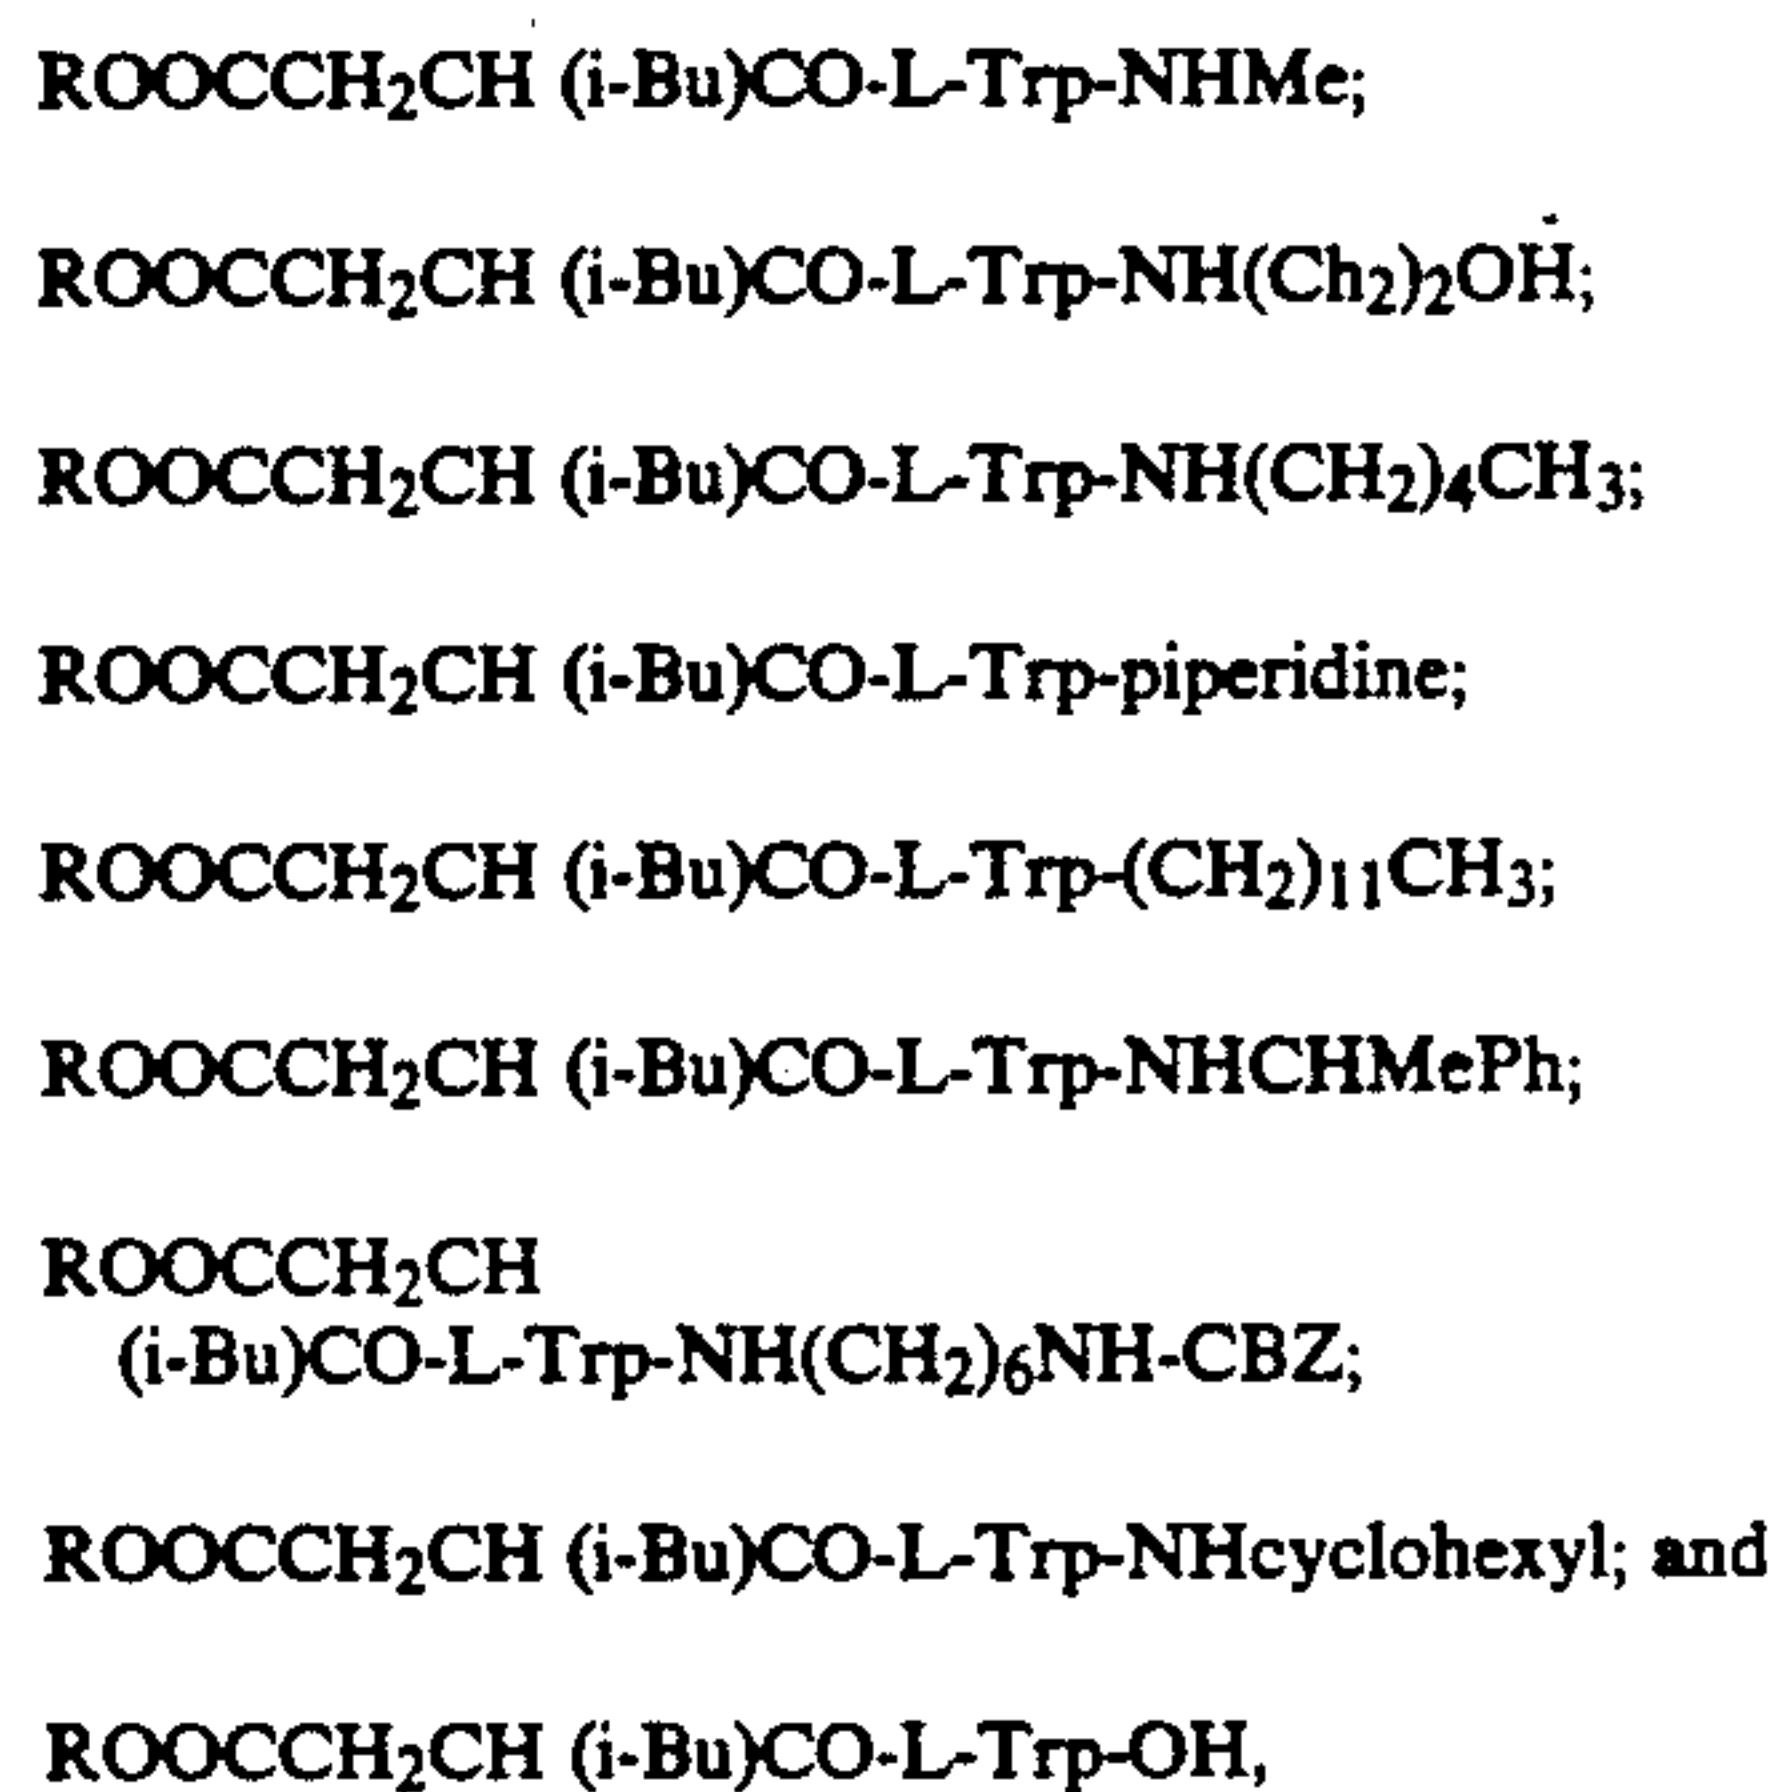 ROOCCH₂CH (i-Bu)CO-L-Trp-NHMe;
ROOCCH₂CH (i-Bu)CO-L-Trp-NH(Ch₂)₂OH;
ROOCCH₂CH (i-Bu)CO-L-Trp-NH(CH₂)₄CH₃;
ROOCCH₂CH (i-Bu)CO-L-Trp-piperidine;
ROOCCH₂CH (i-Bu)CO-L-Trp-(CH₂)₁₁CH₃;
ROOCCH₂CH (i-Bu)CO-L-Trp-NHCHMePh;
ROOCCH₂CH
(i-Bu)CO-L-Trp-NH(CH₂)₆NH-CBZ;
ROOCCH₂CH (i-Bu)CO-L-Trp-NHcyclohexyl; and
ROOCCH₂CH (i-Bu)CO-L-Trp-OH,